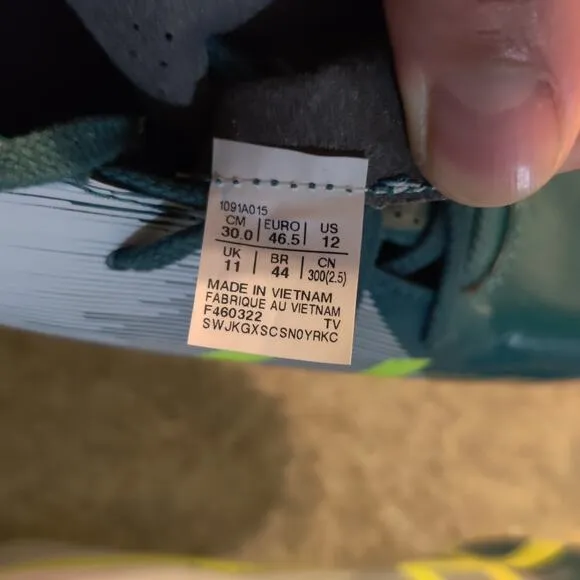 1091A015
CM EURO US
30.0 46.5 12
UK BR CN
11 44 300(2.5)
MADE IN VIETNAM
FABRIQUE AU VIETNAM
F460322 TV
SWJKGXSCSN0YRKC